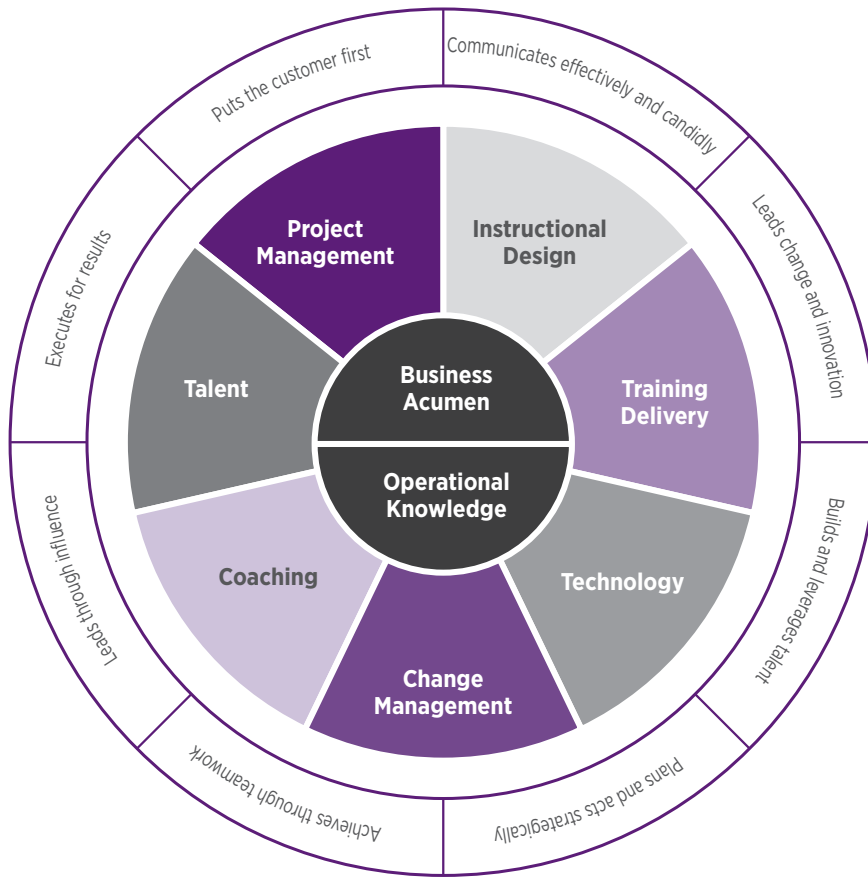 Communicates effectively and candidly
Leads change and innovation
Builds and leverages talent
Plans and acts strategically
Achieves through teamwork
Leads through influence
Executes for results
Puts the customer first
Instructional
Design
Training
Delivery
Technology
Change
Management
Coaching
Talent
Project
Management
Business
Acumen
Operational
Knowledge